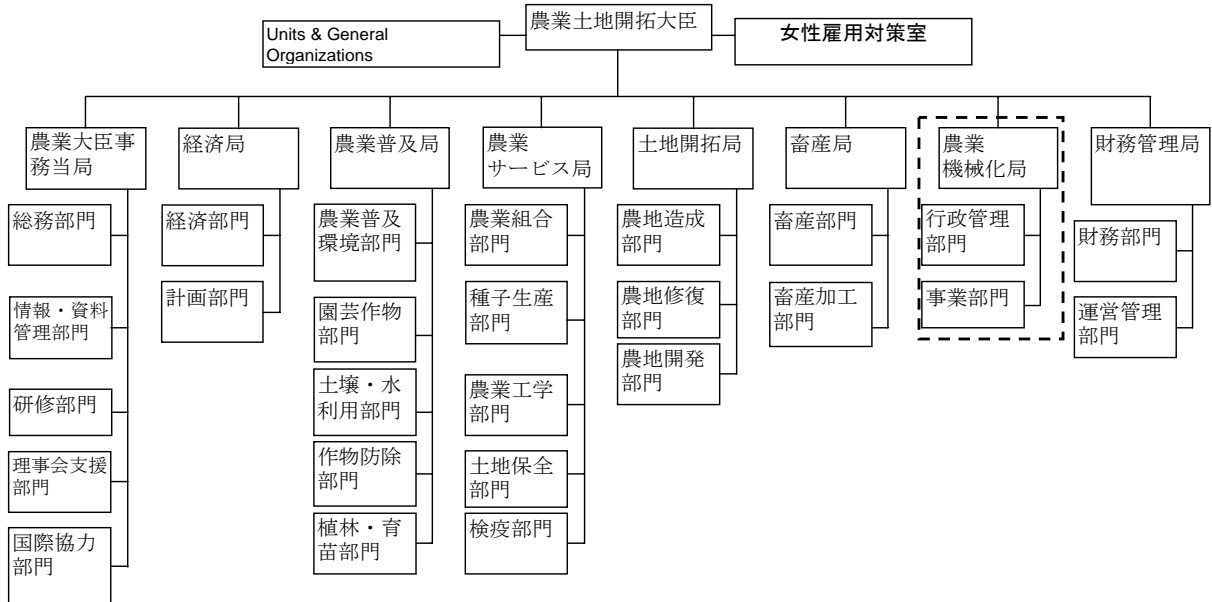 農業土地開拓大臣
Units & General
Organizations
女性雇用対策室
農業大臣事
務当局
総務部門
情報・資料
管理部門
研修部門
理事会支援
部門
国際協力
部門
経済局
経済部門
計画部門
農業普及局
農業普及
環境部門
園芸作物
部門
土壌・水
利用部門
作物防除
部門
植林・育
苗部門
農業
サービス局
農業組合
部門
種子生産
部門
農業工学
部門
土地保全
部門
検疫部門
土地開拓局
農地造成
部門
農地修復
部門
農地開発
部門
畜産局
畜産部門
畜産加工
部門
農業
機械化局
行政管理
部門
事業部門
財務管理局
財務部門
運営管理
部門